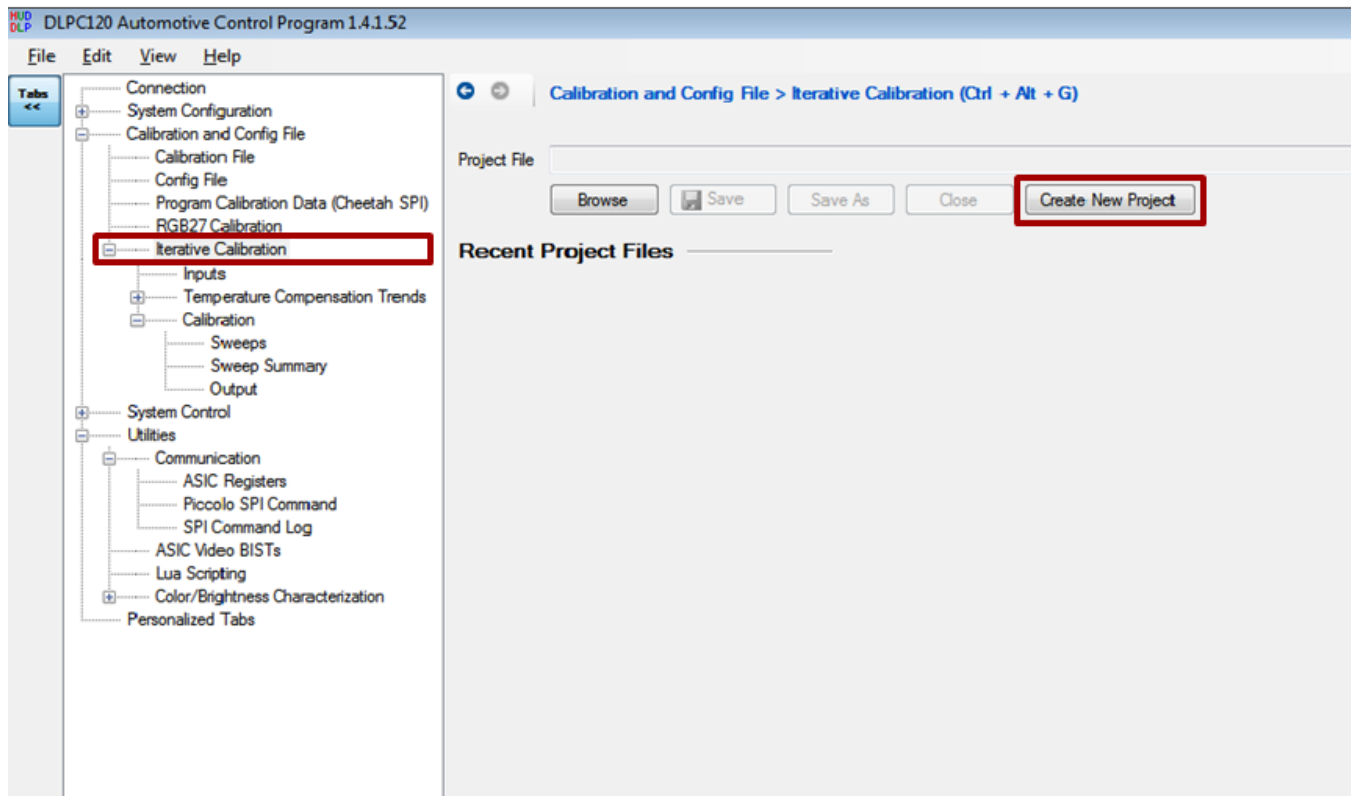 HUD DLP DLPC120 Automotive Control Program 1.4.1.52
File Edit View Help
Tabs
<<
Connection
System Configuration
Calibration and Config File
Calibration File
Config File
Program Calibration Data (Cheetah SPI)
RGB27 Calibration
Iterative Calibration
Inputs
Temperature Compensation Trends
Calibration
Sweeps
Sweep Summary
Output
System Control
Utilities
Communication
ASIC Registers
Piccolo SPI Command
SPI Command Log
ASIC Video BISTs
Lua Scripting
Color/Brightness Characterization
Personalized Tabs
Calibration and Config File > Iterative Calibration (Ctrl + Alt + G)
Project File
Browse Save Save As Close Create New Project
Recent Project Files